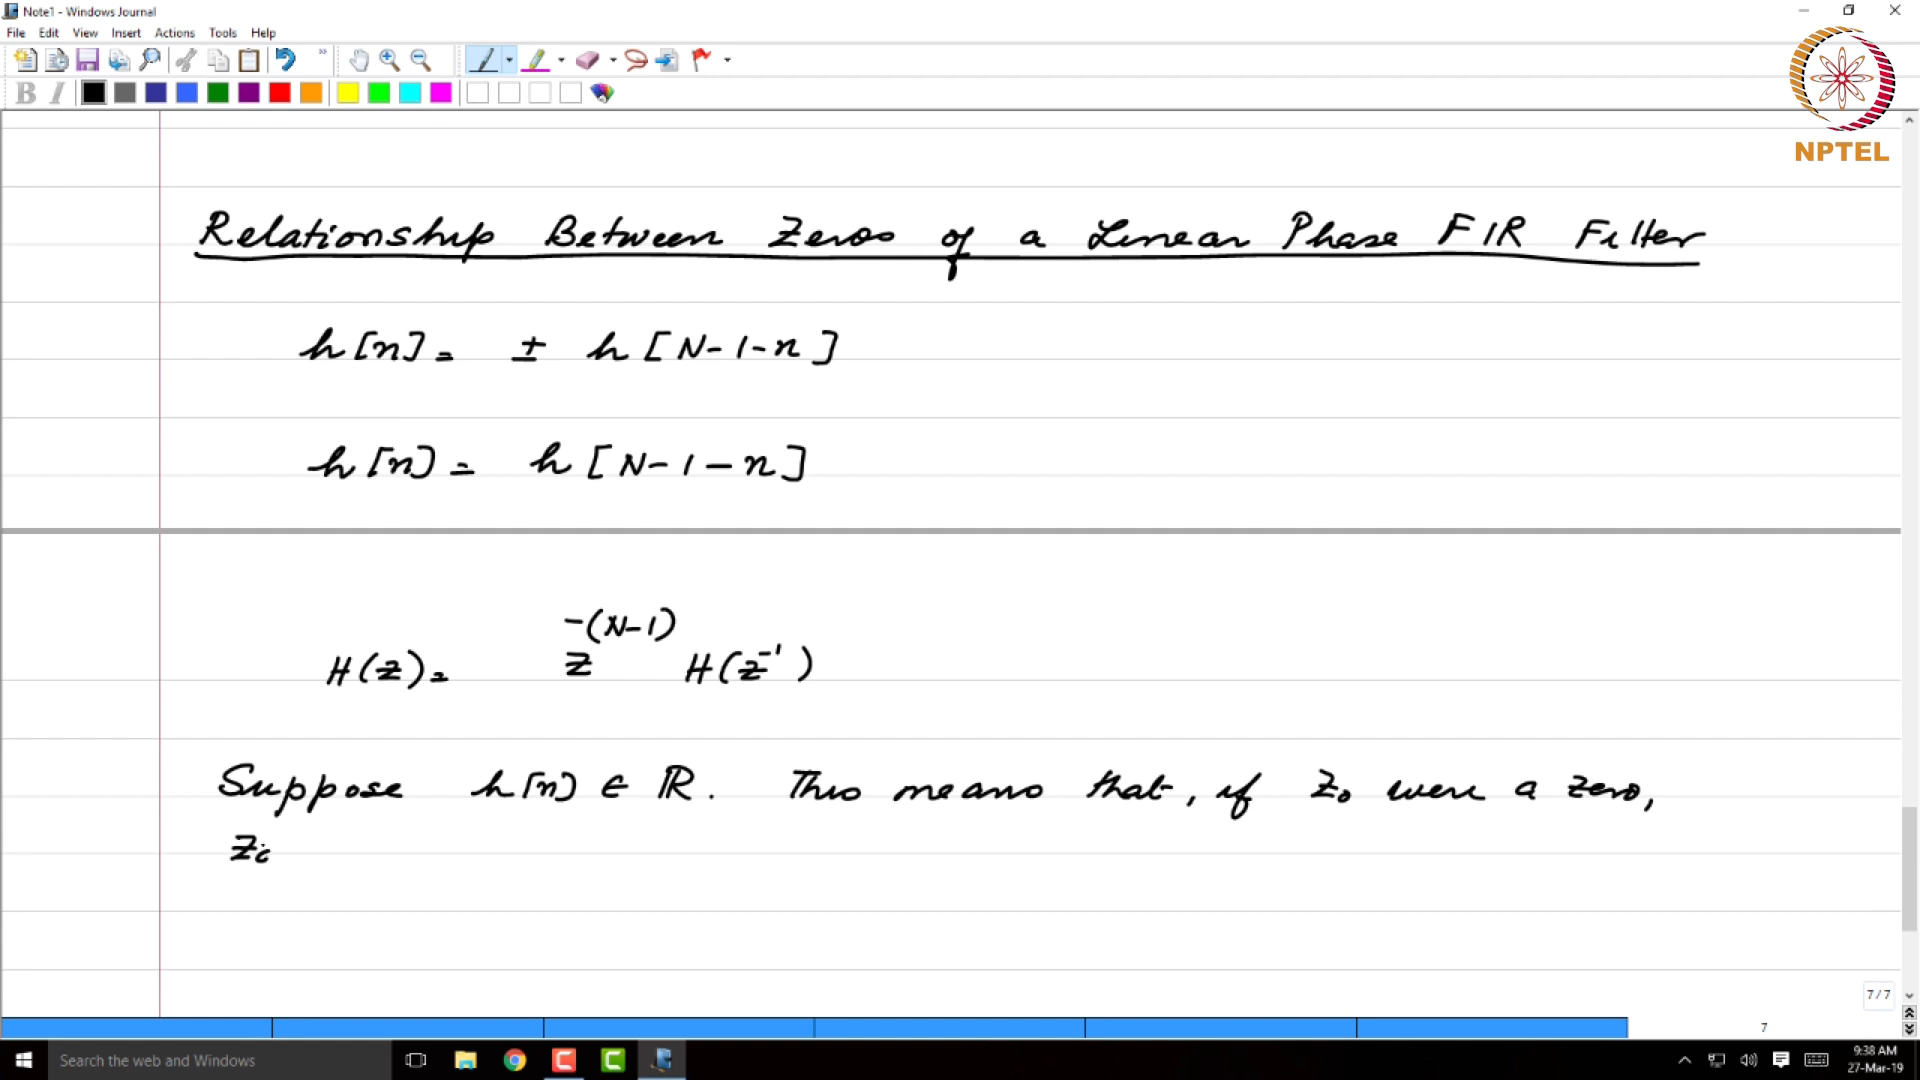 Note1 - Windows Journal
File Edit View Insert Actions Tools Help
B I
NPTEL
Relationship Between Zeros of a Linear Phase FIR Filter
h[n] = ± h[N-1-n]
h[n] = h[N-1-n]
H(z) = z^{-(N-1)} H(z^{-1})
Suppose h[n] ∈ ℝ. This means that, if z₀ were a zero,
7/7
7
Search the web and Windows
9:38 AM
27-Mar-19